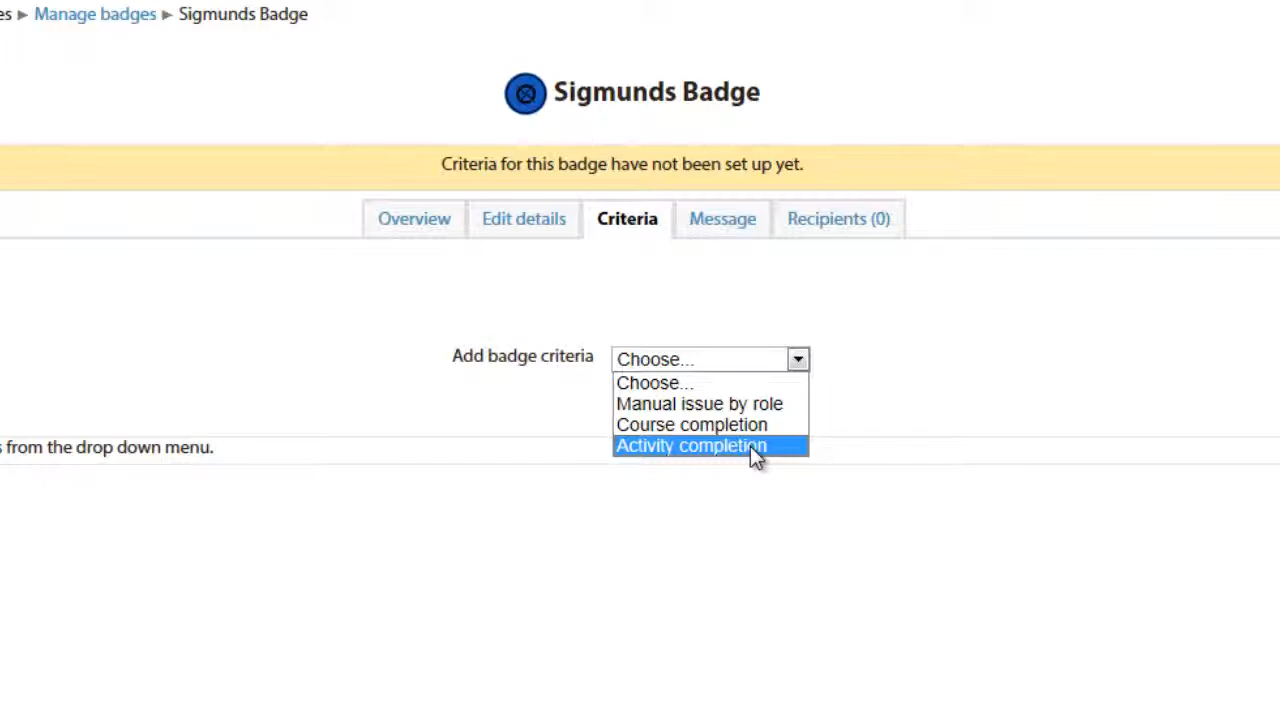 es ► Manage badges ► Sigmunds Badge
Sigmunds Badge
Criteria for this badge have not been set up yet.
Overview Edit details Criteria Message Recipients (0)
Add badge criteria Choose...
Choose...
Manual issue by role
Course completion
Activity completion
s from the drop down menu.